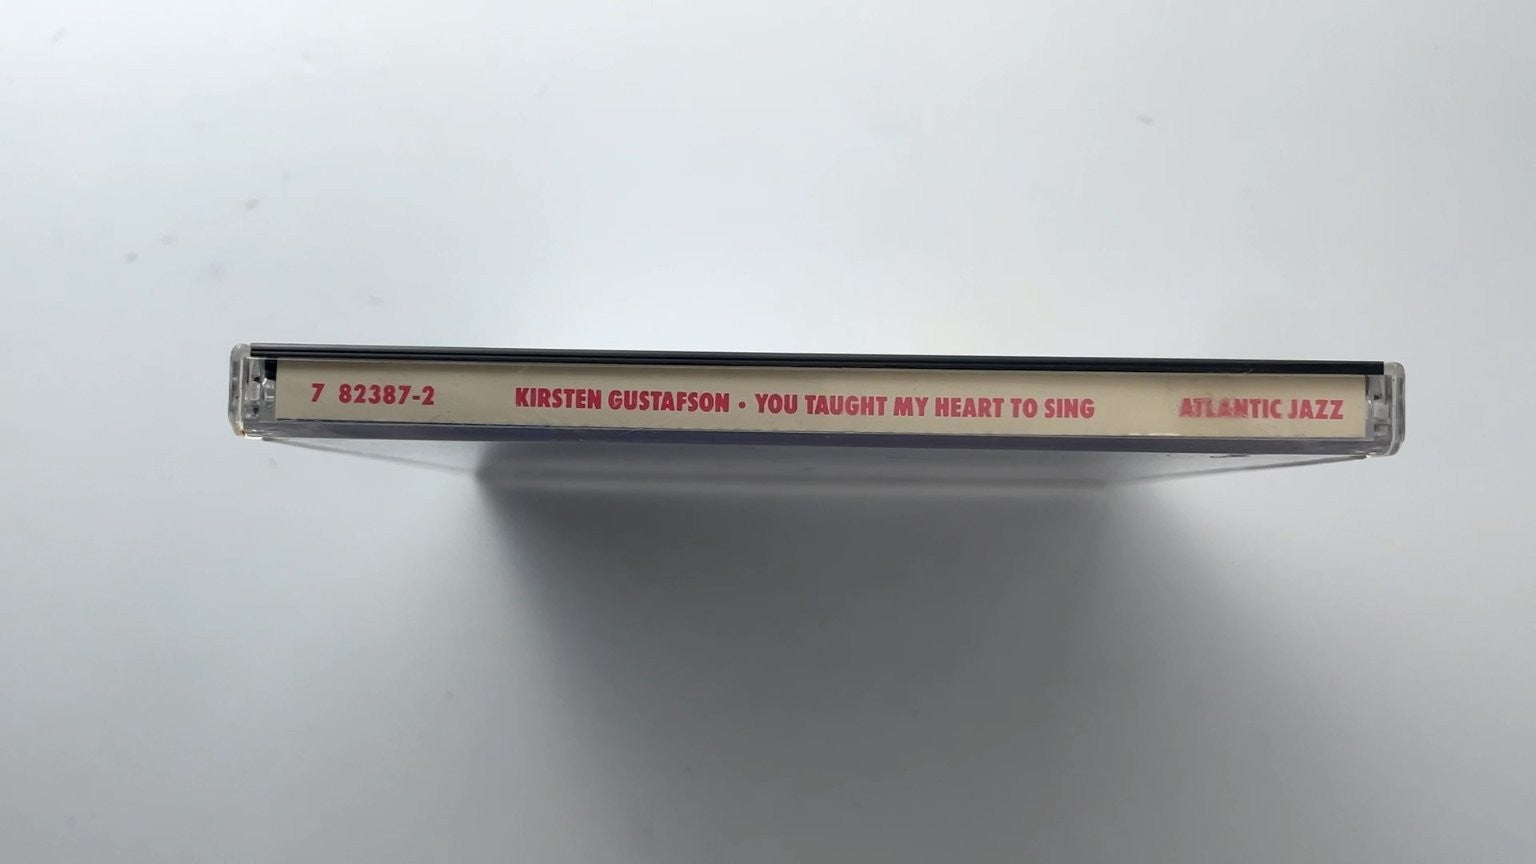 7 82387-2 KIRSTEN GUSTAFSON • YOU TAUGHT MY HEART TO SING ATLANTIC JAZZ